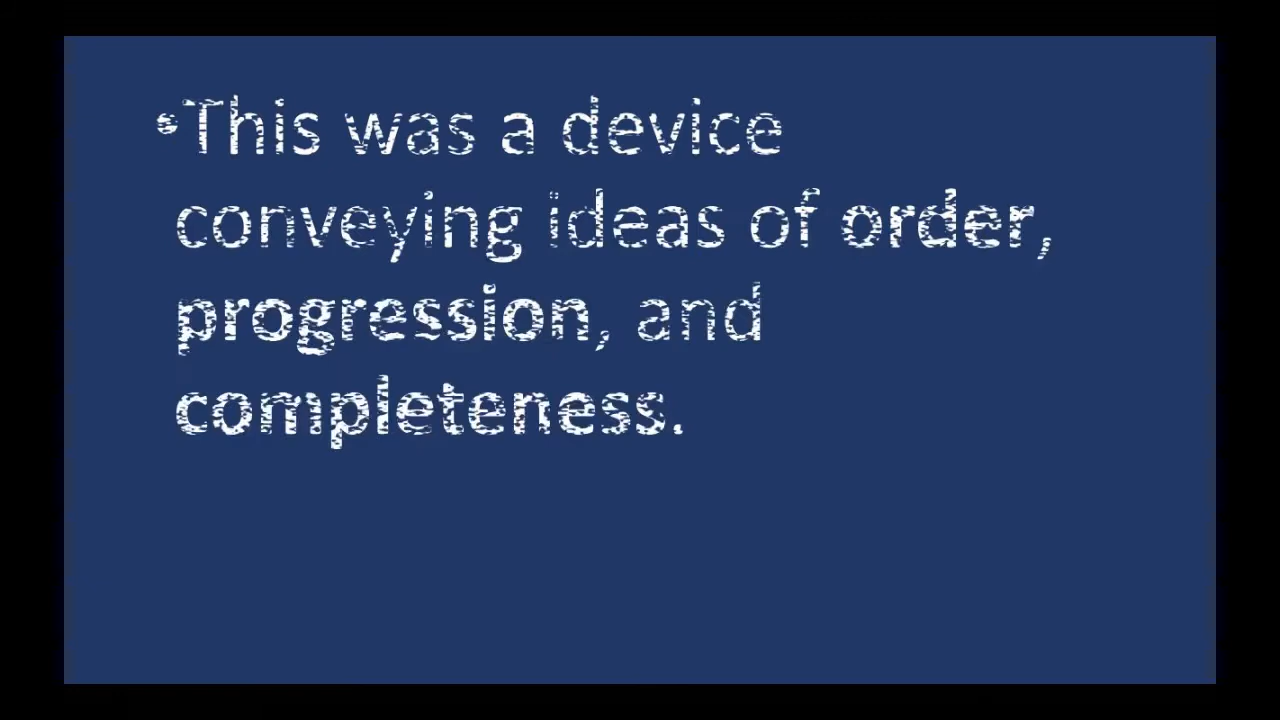 •This was a device
conveying ideas of order,
progression, and
completeness.